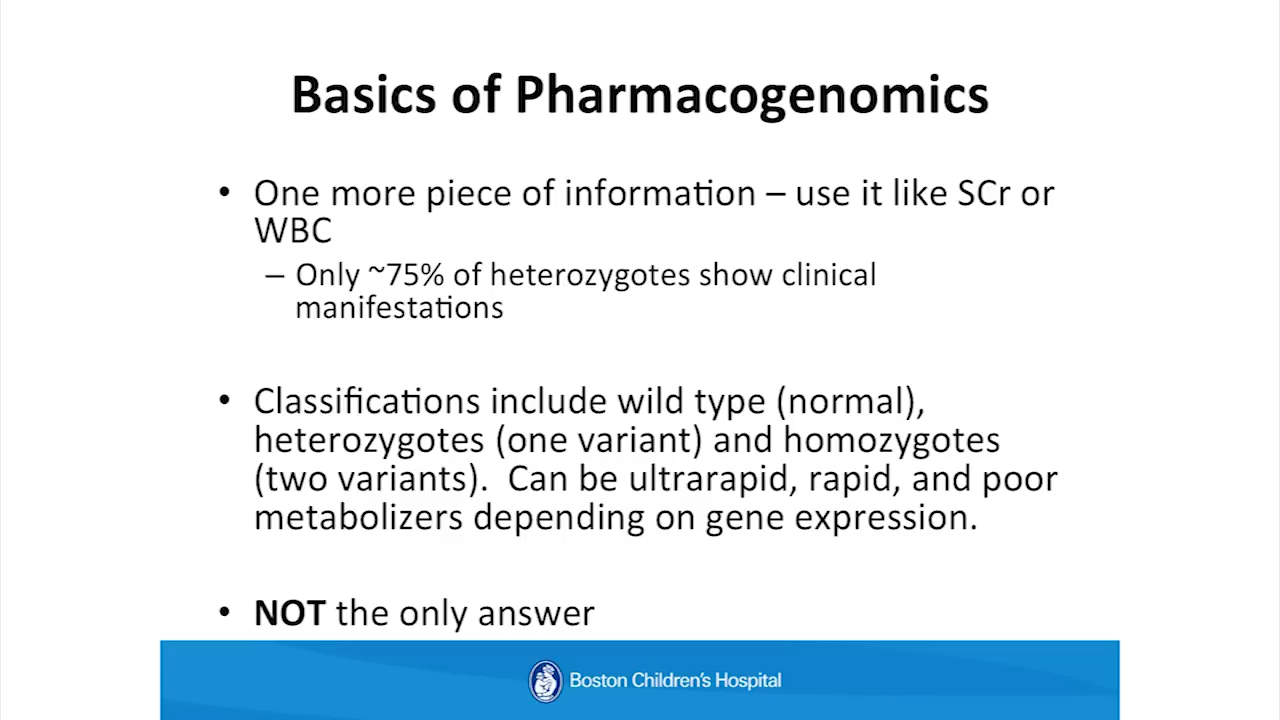 Basics of Pharmacogenomics
• One more piece of information – use it like SCr or
WBC
– Only ~75% of heterozygotes show clinical
manifestations
• Classifications include wild type (normal),
heterozygotes (one variant) and homozygotes
(two variants).  Can be ultrarapid, rapid, and poor
metabolizers depending on gene expression.
• NOT the only answer
Boston Children's Hospital